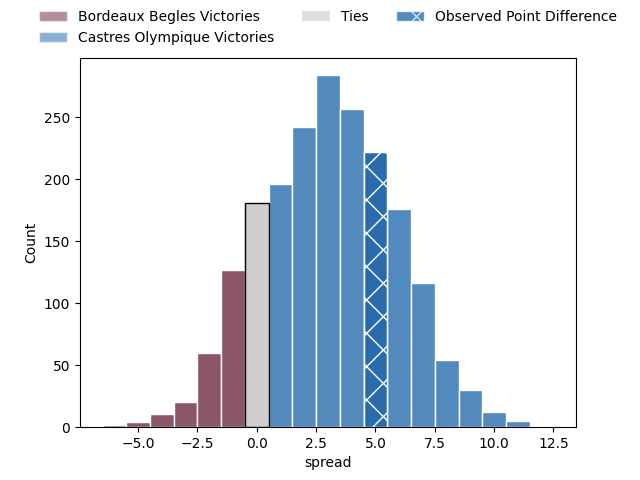 Bordeaux Begles Victories
Ties
Observed Point Difference
Castres Olympique Victories
Count
250
200
150
100
50
0
−5.0
−2.5
0.0
2.5
5.0
7.5
10.0
12.5
spread